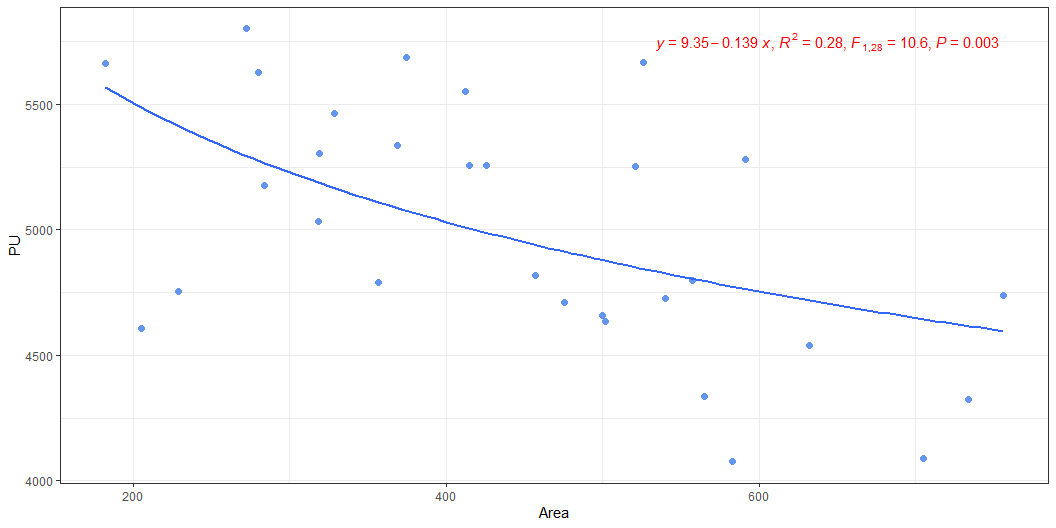 y = 9.35 − 0.139 x, R² = 0.28, F₁,₂₈ = 10.6, P = 0.003
5500
5000
4500
4000
PU
200
400
600
Area